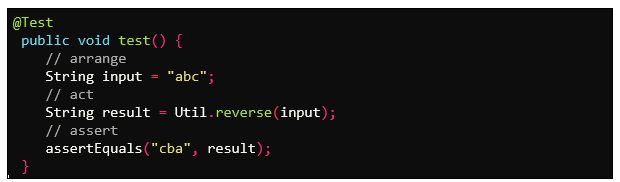 @Test
public void test() {
// arrange
String input = "abc";
// act
String result = Util.reverse(input);
// assert
assertEquals("cba", result);
}